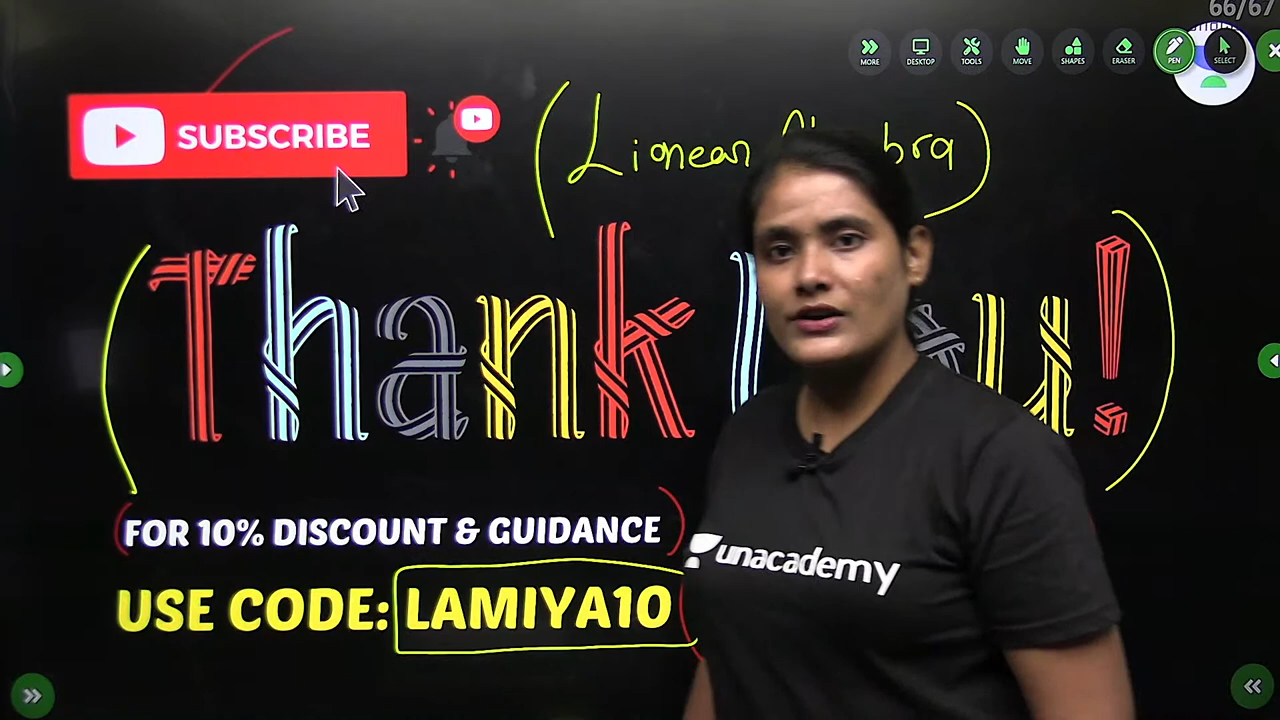 66/67
MORE DESKTOP TOOLS MOVE SHAPES ERASER PEN SELECT
SUBSCRIBE
(Lionear bra)
(Thank u!)
(FOR 10% DISCOUNT & GUIDANCE)
USE CODE: LAMIYA10
unacademy